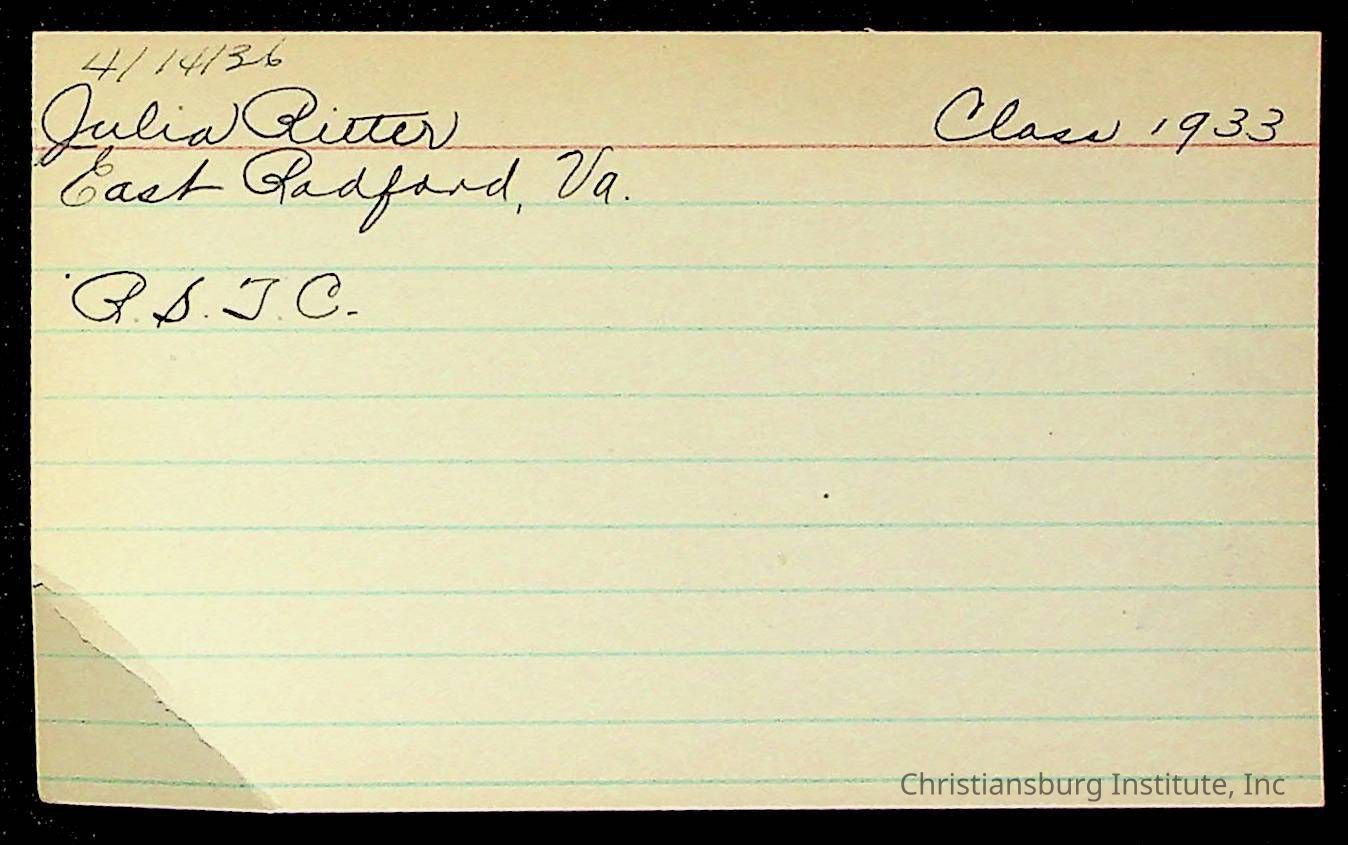 4/14/36
Julia Ritter Class 1933
East Radford, Va.
R.S.T.C.
Christiansburg Institute, Inc